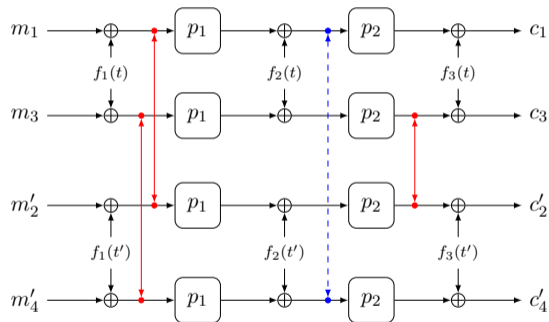 m₁ p₁ p₂ c₁
f₁(t) f₂(t) f₃(t)
m₃ p₁ p₂ c₃
m′₂ p₁ p₂ c′₂
f₁(t′) f₂(t′) f₃(t′)
m′₄ p₁ p₂ c′₄